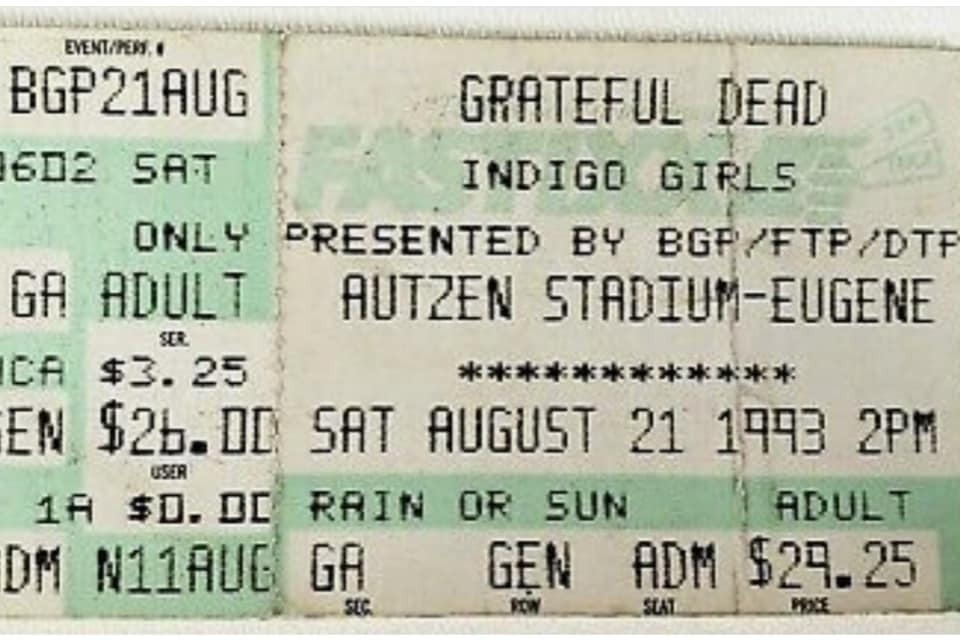 EVENT/PERF. #
BGP21AUG
0602 SAT
ONLY
GA ADULT
SER.
CA $3.25
EN $26.00
USER
1A $0.00
DM N11AUG
GRATEFUL DEAD
INDIGO GIRLS
PRESENTED BY BGP/FTP/DTP
AUTZEN STADIUM-EUGENE
************
SAT AUGUST 21 1993 2PM
RAIN OR SUN ADULT
GA GEN ADM $29.25
SEC. ROW SEAT PRICE